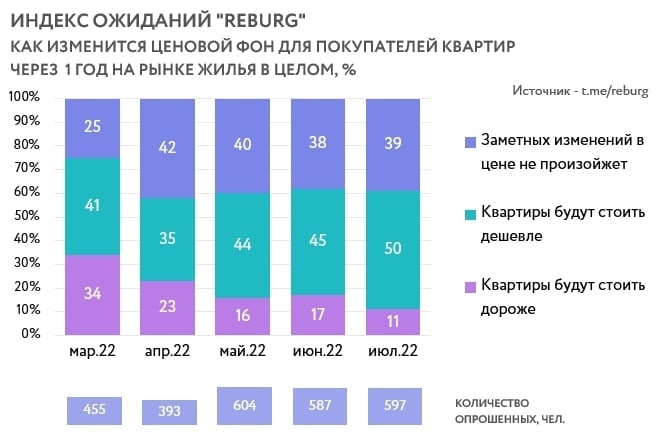 ИНДЕКС ОЖИДАНИЙ "REBURG"
КАК ИЗМЕНИТСЯ ЦЕНОВОЙ ФОН ДЛЯ ПОКУПАТЕЛЕЙ КВАРТИР
ЧЕРЕЗ 1 ГОД НА РЫНКЕ ЖИЛЬЯ В ЦЕЛОМ, %
Источник - t.me/reburg
100%
90%
80%
70%
60%
50%
40%
30%
20%
10%
0%
25 42 40 38 39
41 35 44 45 50
34 23 16 17 11
мар.22 апр.22 май.22 июн.22 июл.22
Заметных изменений в
цене не произойжет
Квартиры будут стоить
дешевле
Квартиры будут стоить
дороже
455 393 604 587 597
КОЛИЧЕСТВО
ОПРОШЕННЫХ, ЧЕЛ.